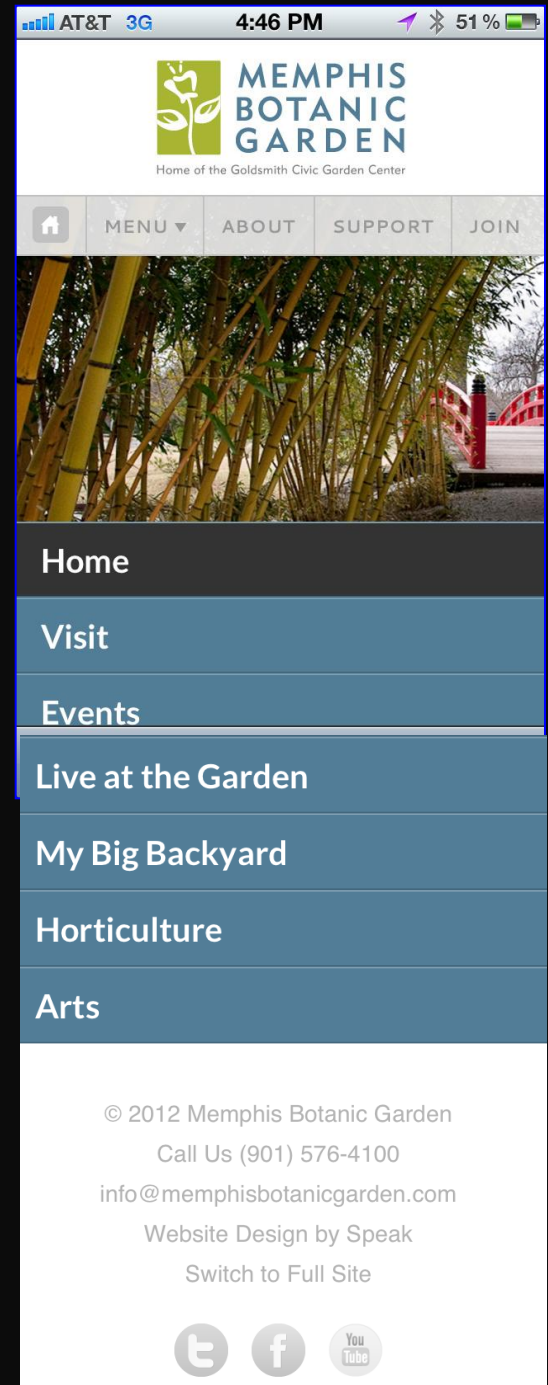 AT&T 3G 4:46 PM 51 %
MEMPHIS
BOTANIC
GARDEN
Home of the Goldsmith Civic Garden Center
MENU ▼ ABOUT SUPPORT JOIN
Home
Visit
Events
Live at the Garden
My Big Backyard
Horticulture
Arts
© 2012 Memphis Botanic Garden
Call Us (901) 576-4100
info@memphisbotanicgarden.com
Website Design by Speak
Switch to Full Site
t f You
Tube